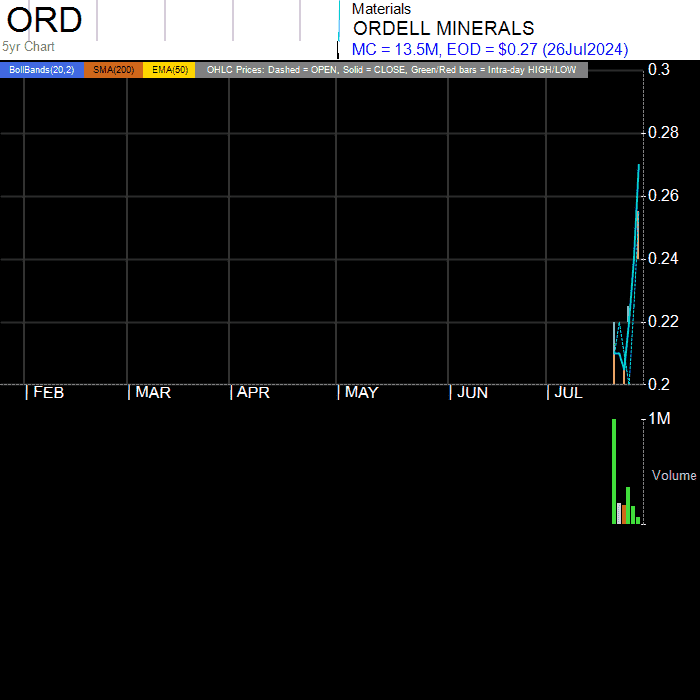 ORD
5yr Chart
Materials
ORDELL MINERALS
MC = 13.5M, EOD = $0.27 (26Jul2024)
BollBands(20,2) SMA(200) EMA(50) OHLC Prices: Dashed = OPEN, Solid = CLOSE, Green/Red bars = Intra-day HIGH/LOW
0.3
0.28
0.26
0.24
0.22
0.2
FEB MAR APR MAY JUN JUL
1M
Volume